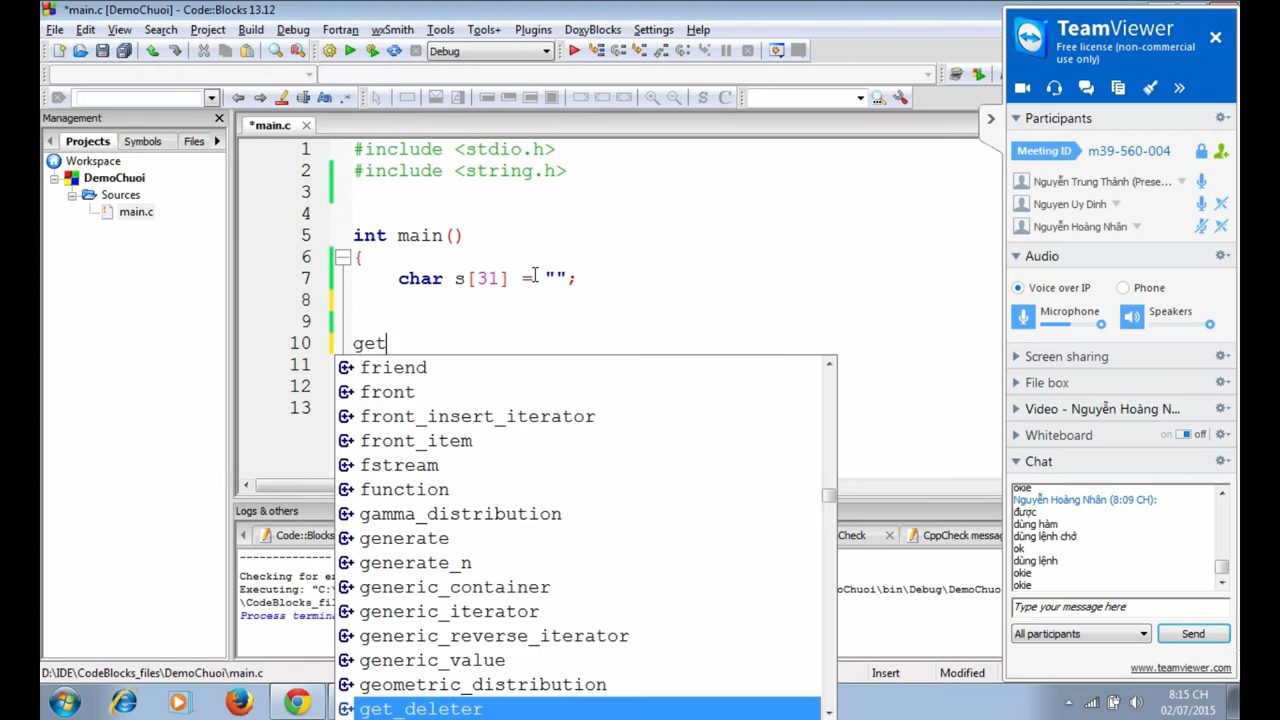 *main.c [DemoChuoi] - Code::Blocks 13.12
File Edit View Search Project Build Debug Fortran wxSmith Tools Tools+ Plugins DoxyBlocks Settings Help
Debug
Management
Projects Symbols Files
Workspace
DemoChuoi
Sources
main.c
*main.c
1 #include <stdio.h>
2 #include <string.h>
3
4
5 int main()
6 {
7 char s[31] = "";
8
9
10 get
11
12
13
friend
front
front_insert_iterator
front_item
fstream
function
gamma_distribution
generate
generate_n
generic_container
generic_iterator
generic_reverse_iterator
generic_value
geometric_distribution
get_deleter
Logs & others
Code::Blocks
Check
CppCheck messag
Checking for ex
Executing: "C:\
\CodeBlocks_fil
Process termina
oChuoi\bin\Debug\DemoChuoi.e
D:\IDE\CodeBlocks_files\DemoChuoi\main.c
Insert
Modified
TeamViewer
Free license (non-commercial
use only)
Participants
Meeting ID m39-560-004
Nguyễn Trung Thành (Prese...
Nguyen Uy Dinh
Nguyễn Hoàng Nhân
Audio
Voice over IP Phone
Microphone Speakers
Screen sharing
File box
Video - Nguyễn Hoàng N...
Whiteboard on off
Chat
okie
Nguyễn Hoàng Nhân (8:09 CH):
được
dùng hàm
dùng lệnh chớ
ok
dùng lệnh
okie
okie
Type your message here
All participants Send
www.teamviewer.com
8:15 CH
02/07/2015